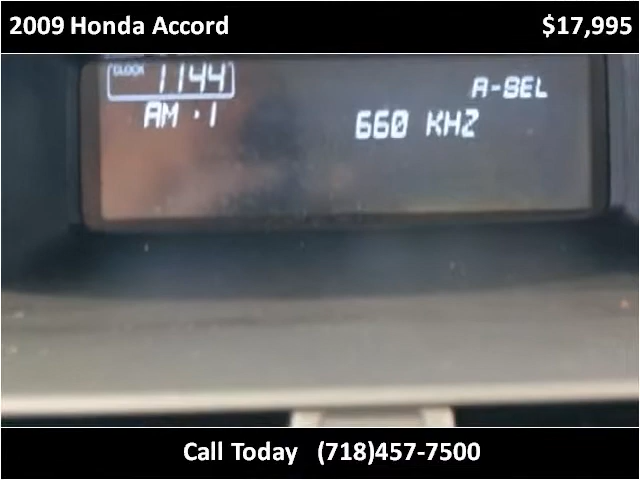 2009 Honda Accord $17,995
CLOCK 1144
A-SEL
AM · 1 660 KHZ
Call Today (718)457-7500